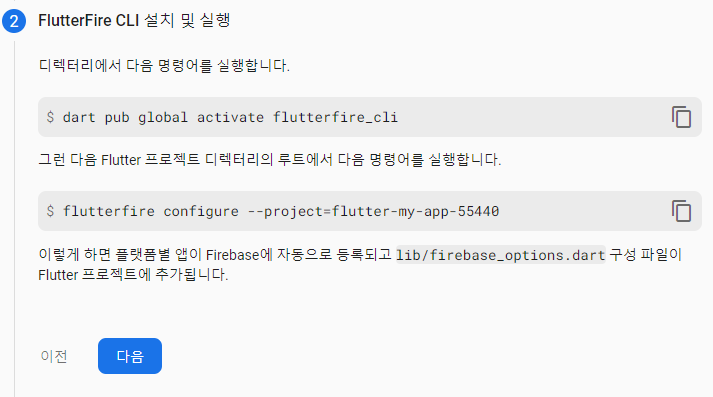 2 FlutterFire CLI 설치 및 실행
디렉터리에서 다음 명령어를 실행합니다.
$ dart pub global activate flutterfire_cli
그런 다음 Flutter 프로젝트 디렉터리의 루트에서 다음 명령어를 실행합니다.
$ flutterfire configure --project=flutter-my-app-55440
이렇게 하면 플랫폼별 앱이 Firebase에 자동으로 등록되고 lib/firebase_options.dart 구성 파일이
Flutter 프로젝트에 추가됩니다.
이전 다음